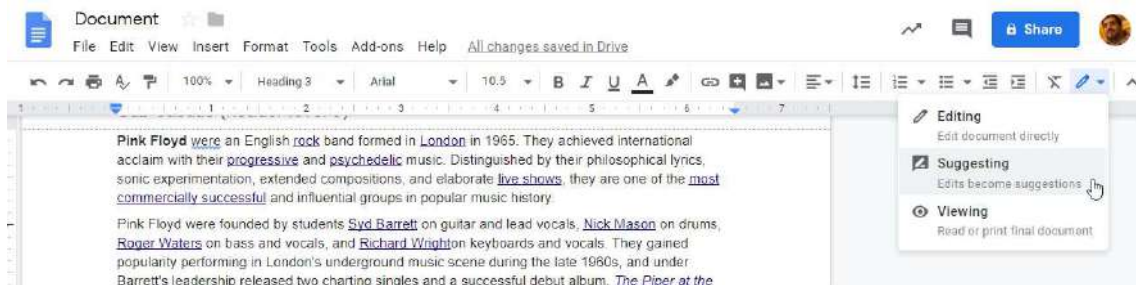 Document
File Edit View Insert Format Tools Add-ons Help All changes saved in Drive
Share
100% Heading 3 Arial 10.5 B I U A
1 2 3 4 5 6 7
Pink Floyd were an English rock band formed in London in 1965. They achieved international
acclaim with their progressive and psychedelic music. Distinguished by their philosophical lyrics,
sonic experimentation, extended compositions, and elaborate live shows, they are one of the most
commercially successful and influential groups in popular music history.
Pink Floyd were founded by students Syd Barrett on guitar and lead vocals, Nick Mason on drums,
Roger Waters on bass and vocals, and Richard Wrighton keyboards and vocals. They gained
popularity performing in London's underground music scene during the late 1960s, and under
Barrett's leadership released two charting singles and a successful debut album, The Piper at the
Editing
Edit document directly
Suggesting
Edits become suggestions
Viewing
Read or print final document